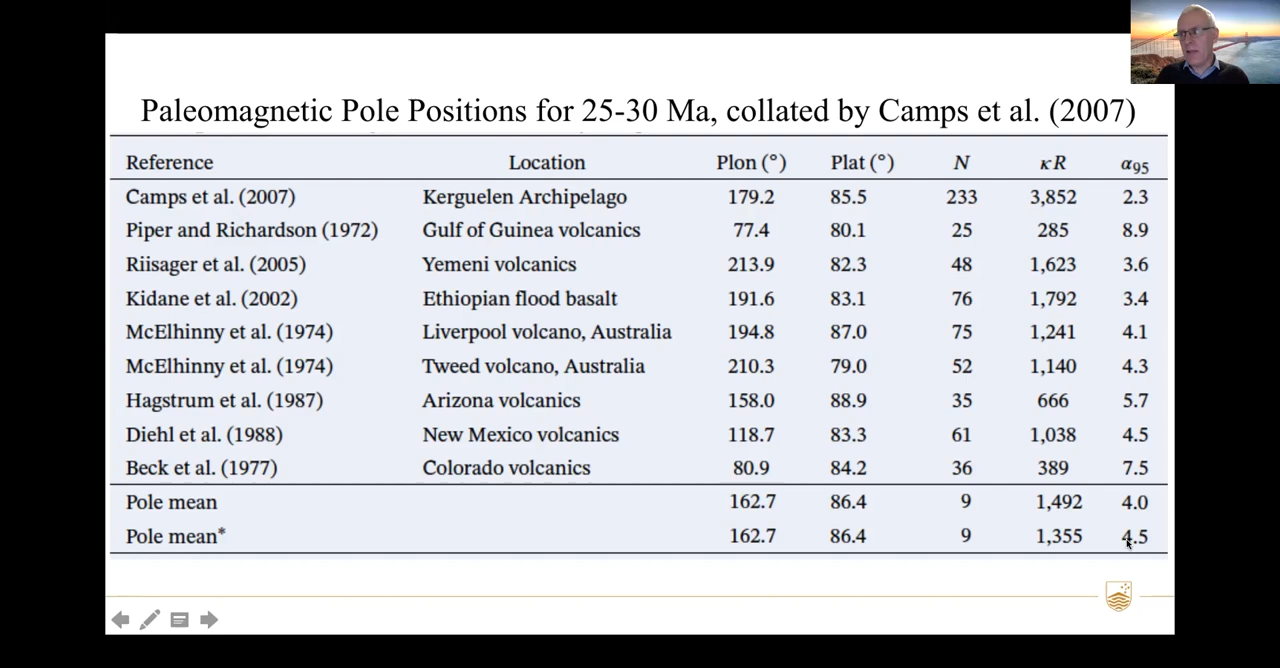 Paleomagnetic Pole Positions for 25-30 Ma, collated by Camps et al. (2007)
Reference Location Plon (°) Plat (°) N κR α95
Camps et al. (2007) Kerguelen Archipelago 179.2 85.5 233 3,852 2.3
Piper and Richardson (1972) Gulf of Guinea volcanics 77.4 80.1 25 285 8.9
Riisager et al. (2005) Yemeni volcanics 213.9 82.3 48 1,623 3.6
Kidane et al. (2002) Ethiopian flood basalt 191.6 83.1 76 1,792 3.4
McElhinny et al. (1974) Liverpool volcano, Australia 194.8 87.0 75 1,241 4.1
McElhinny et al. (1974) Tweed volcano, Australia 210.3 79.0 52 1,140 4.3
Hagstrum et al. (1987) Arizona volcanics 158.0 88.9 35 666 5.7
Diehl et al. (1988) New Mexico volcanics 118.7 83.3 61 1,038 4.5
Beck et al. (1977) Colorado volcanics 80.9 84.2 36 389 7.5
Pole mean 162.7 86.4 9 1,492 4.0
Pole mean* 162.7 86.4 9 1,355 4.5